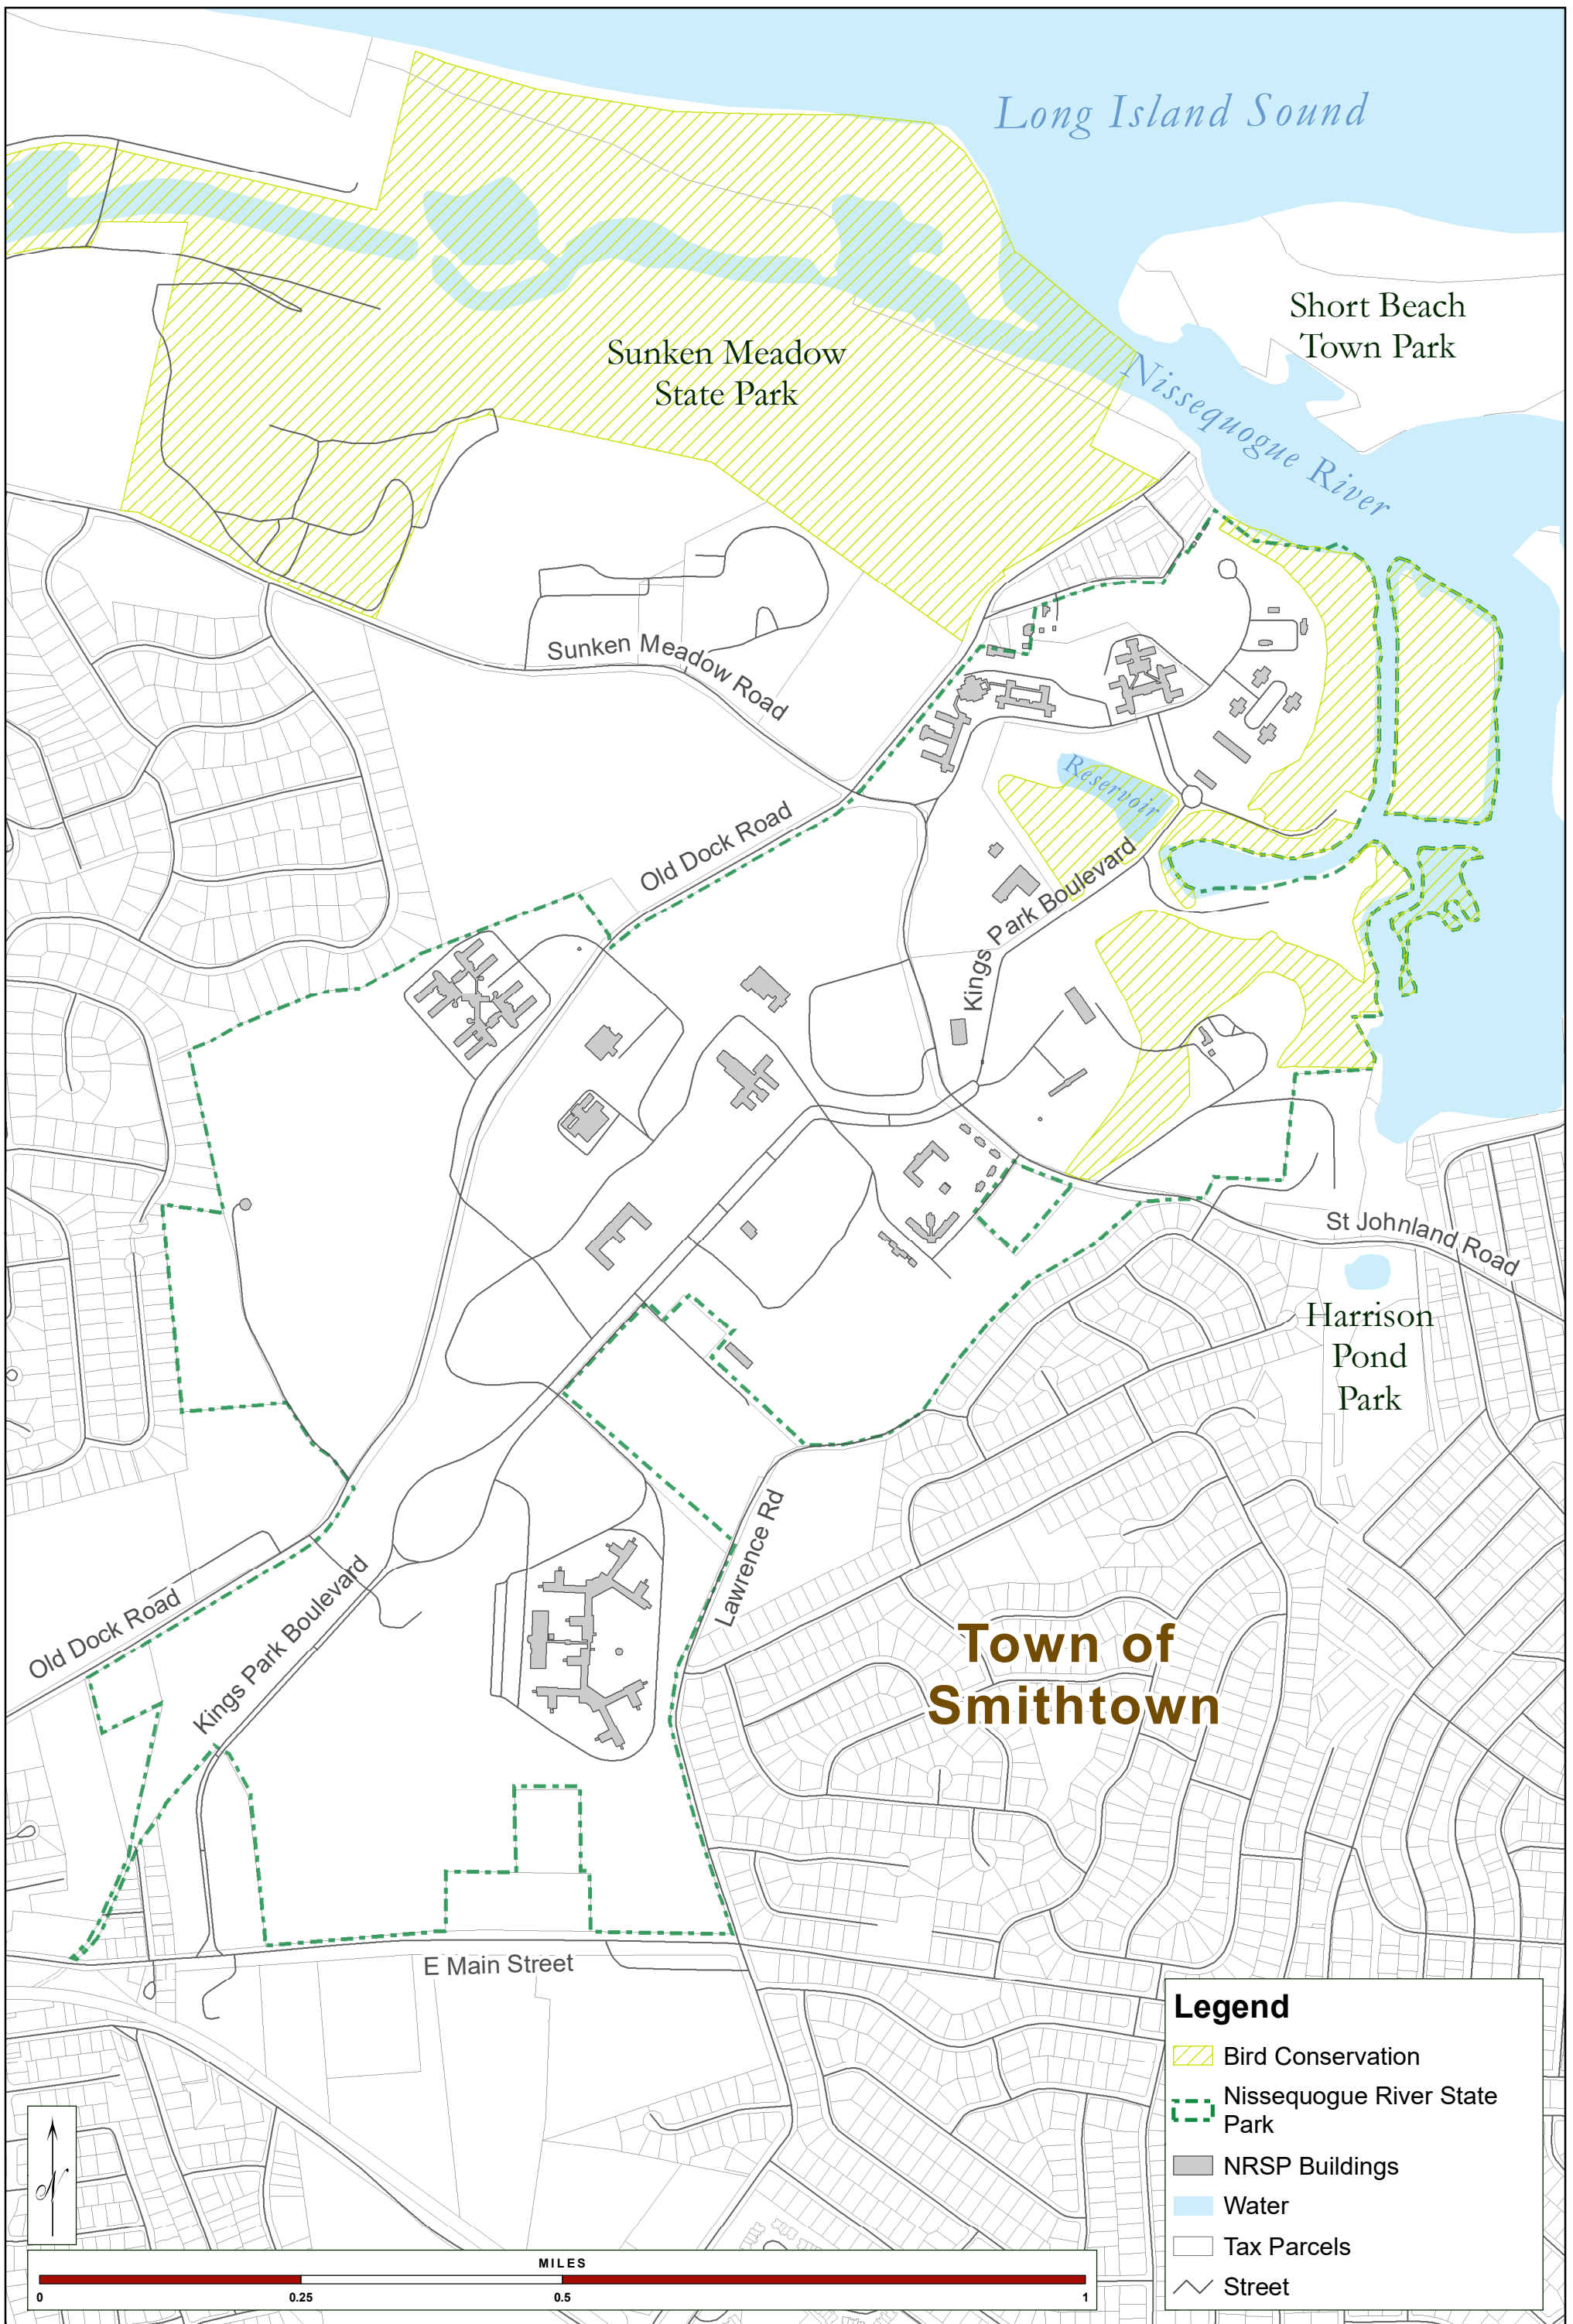 Long Island Sound
Short Beach
Town Park
Sunken Meadow
State Park
Nissequogue River
Sunken Meadow Road
Reservoir
Old Dock Road
Kings Park Boulevard
St Johnland Road
Harrison
Pond
Park
Lawrence Rd
Old Dock Road
Kings Park Boulevard
Town of
Smithtown
E Main Street
Legend
Bird Conservation
Nissequogue River State
Park
NRSP Buildings
Water
Tax Parcels
Street
N
MILES
0 0.25 0.5 1